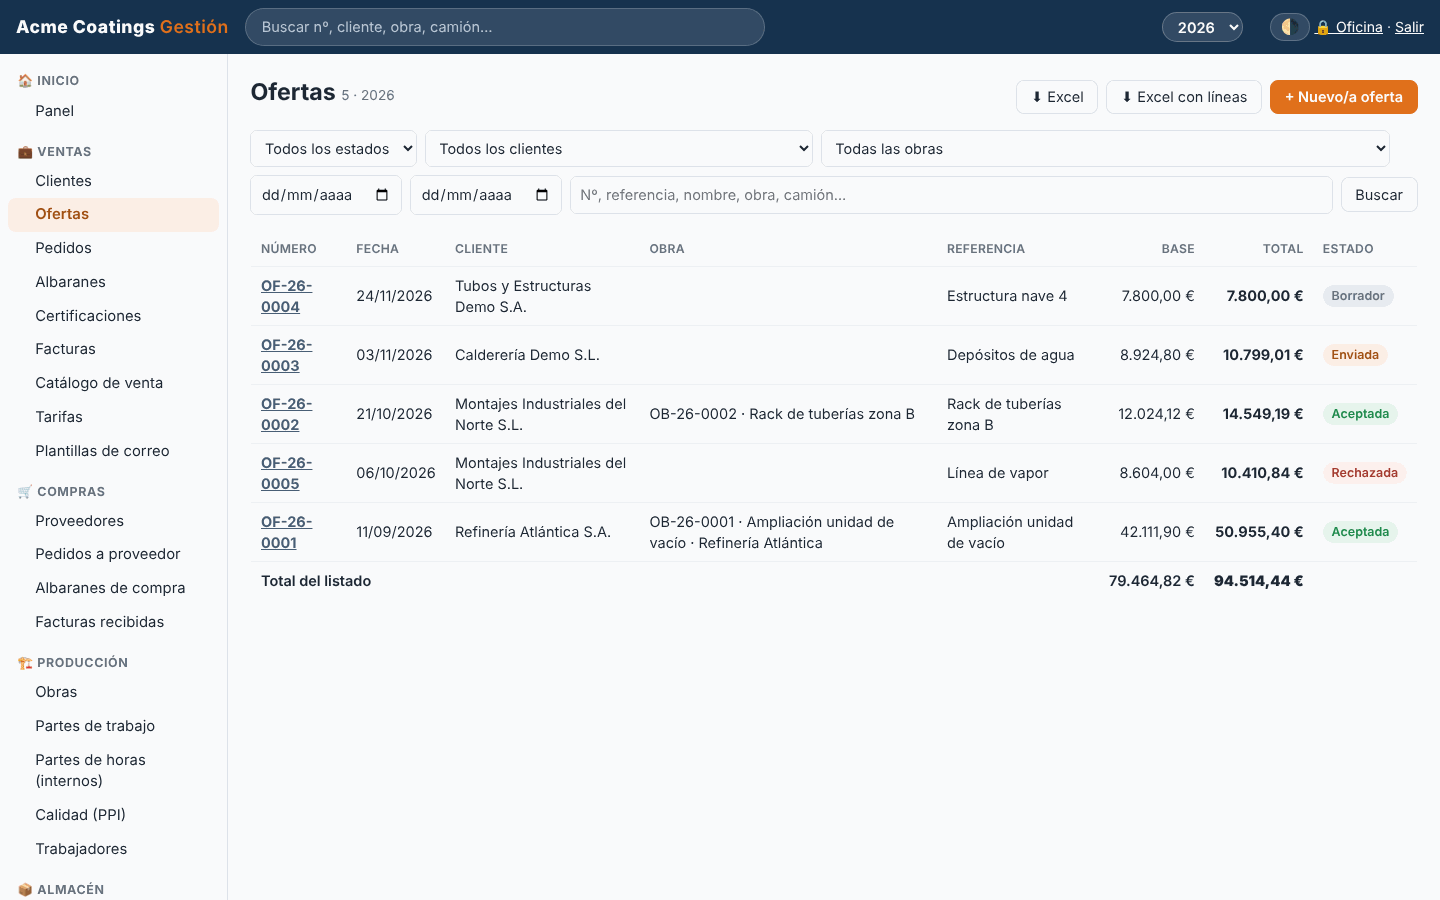 Acme Coatings Gestión
Buscar nº, cliente, obra, camión...
2026
Oficina · Salir
INICIO
Panel
VENTAS
Clientes
Ofertas
Pedidos
Albaranes
Certificaciones
Facturas
Catálogo de venta
Tarifas
Plantillas de correo
COMPRAS
Proveedores
Pedidos a proveedor
Albaranes de compra
Facturas recibidas
PRODUCCIÓN
Obras
Partes de trabajo
Partes de horas
(internos)
Calidad (PPI)
Trabajadores
ALMACÉN
Ofertas 5 · 2026
⬇ Excel
⬇ Excel con líneas
+ Nuevo/a oferta
Todos los estados
Todos los clientes
Todas las obras
dd/mm/aaaa
dd/mm/aaaa
Nº, referencia, nombre, obra, camión...
Buscar
NÚMERO FECHA CLIENTE OBRA REFERENCIA BASE TOTAL ESTADO
OF-26-
0004
24/11/2026
Tubos y Estructuras
Demo S.A.
Estructura nave 4
7.800,00 €
7.800,00 €
Borrador
OF-26-
0003
03/11/2026
Calderería Demo S.L.
Depósitos de agua
8.924,80 €
10.799,01 €
Enviada
OF-26-
0002
21/10/2026
Montajes Industriales del
Norte S.L.
OB-26-0002 · Rack de tuberías zona B
Rack de tuberías
zona B
12.024,12 €
14.549,19 €
Aceptada
OF-26-
0005
06/10/2026
Montajes Industriales del
Norte S.L.
Línea de vapor
8.604,00 €
10.410,84 €
Rechazada
OF-26-
0001
11/09/2026
Refinería Atlántica S.A.
OB-26-0001 · Ampliación unidad de
vacío · Refinería Atlántica
Ampliación unidad
de vacío
42.111,90 €
50.955,40 €
Aceptada
Total del listado
79.464,82 €
94.514,44 €